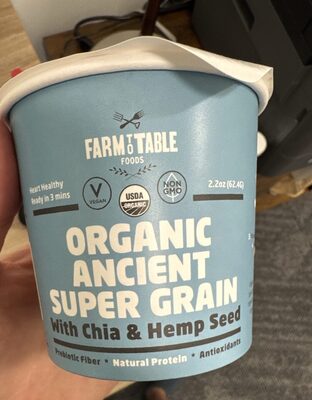 FARM TO TABLE
FOODS
Heart Healthy
Ready in 3 mins
V
VEGAN
USDA
ORGANIC
NON
GMO
2.2oz (62.4G)
ORGANIC
ANCIENT
SUPER GRAIN
With Chia & Hemp Seed
Prebiotic Fiber * Natural Protein * Antioxidants